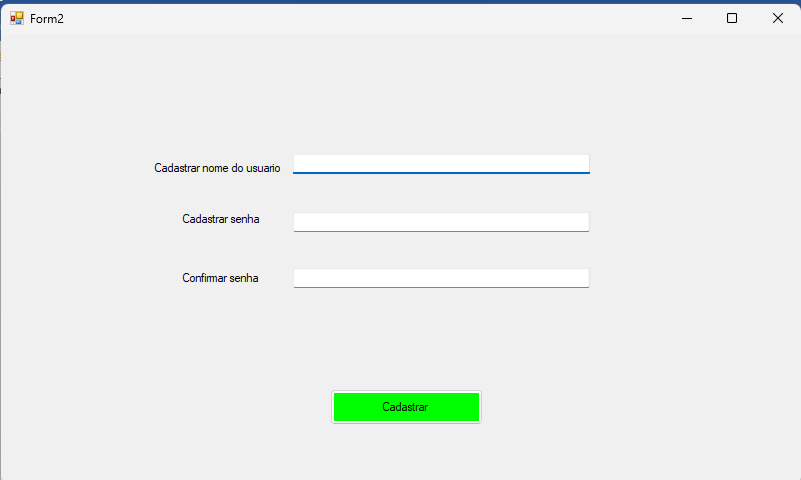 Form2
Cadastrar nome do usuario
Cadastrar senha
Confirmar senha
Cadastrar